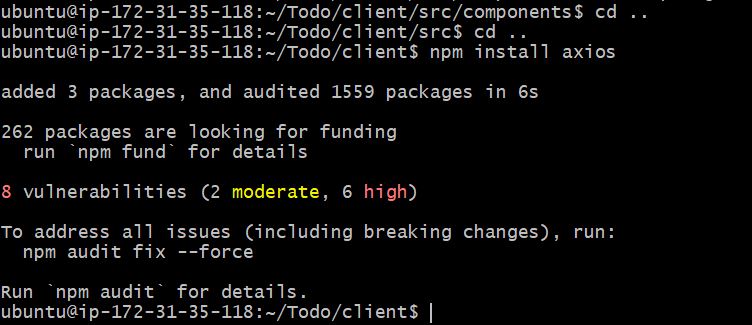 ubuntu@ip-172-31-35-118:~/Todo/client/src/components$ cd ..
ubuntu@ip-172-31-35-118:~/Todo/client/src$ cd ..
ubuntu@ip-172-31-35-118:~/Todo/client$ npm install axios
added 3 packages, and audited 1559 packages in 6s
262 packages are looking for funding
run `npm fund` for details
8 vulnerabilities (2 moderate, 6 high)
To address all issues (including breaking changes), run:
npm audit fix --force
Run `npm audit` for details.
ubuntu@ip-172-31-35-118:~/Todo/client$